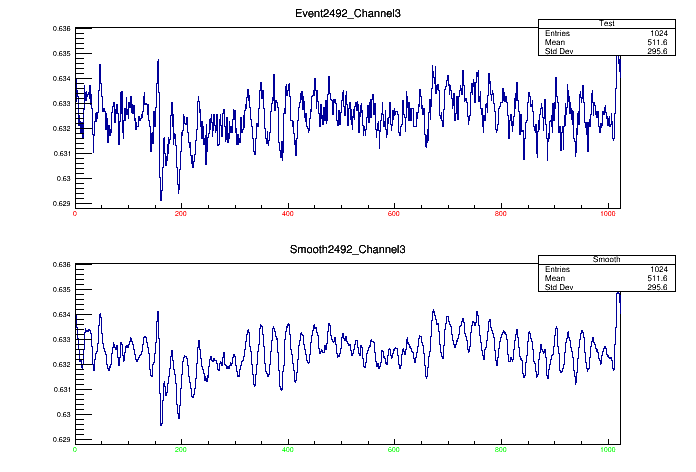 Event2492_Channel3
Test
Entries 1024
Mean 511.6
Std Dev 295.6
0.636
0.635
0.634
0.633
0.632
0.631
0.63
0.629
0 200 400 600 800 1000
Smooth2492_Channel3
Smooth
Entries 1024
Mean 511.6
Std Dev 295.6
0.636
0.635
0.634
0.633
0.632
0.631
0.63
0.629
0 200 400 600 800 1000